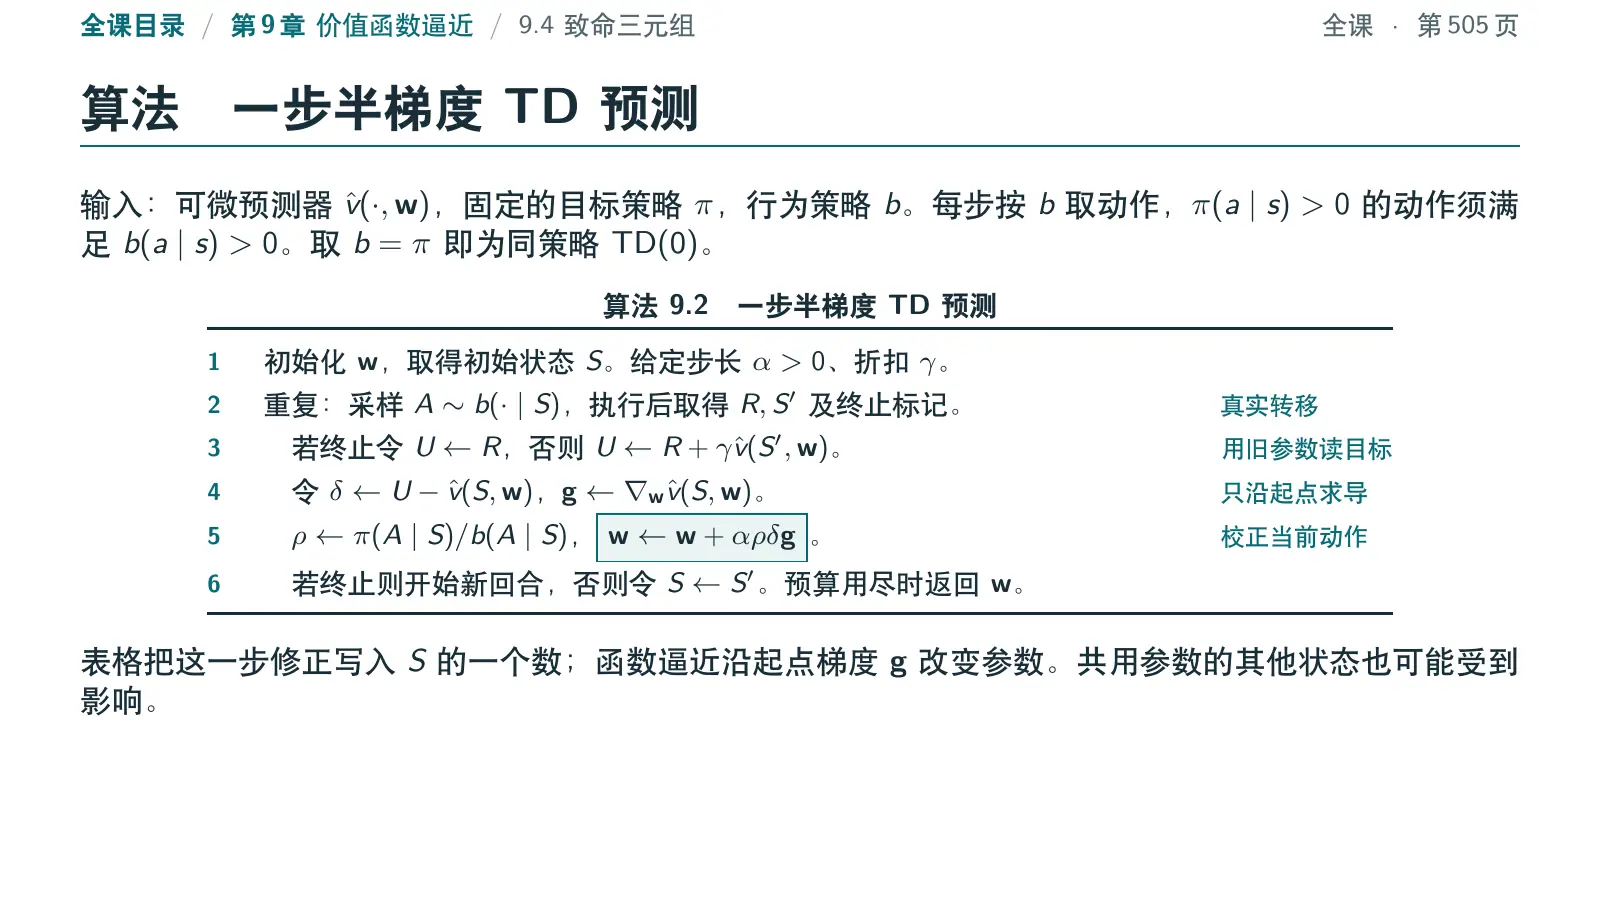 全课目录 / 第9章 价值函数逼近 / 9.4 致命三元组 全课 · 第505页
算法 一步半梯度 TD 预测
输入：可微预测器 v̂(·, w)，固定的目标策略 π，行为策略 b。每步按 b 取动作，π(a | s) > 0 的动作须满
足 b(a | s) > 0。取 b = π 即为同策略 TD(0)。
算法 9.2 一步半梯度 TD 预测
1 初始化 w，取得初始状态 S。给定步长 α > 0、折扣 γ。
2 重复：采样 A ∼ b(· | S)，执行后取得 R, S′ 及终止标记。 真实转移
3 若终止令 U ← R，否则 U ← R + γv̂(S′, w)。 用旧参数读目标
4 令 δ ← U − v̂(S, w)，g ← ∇_w v̂(S, w)。 只沿起点求导
5 ρ ← π(A | S)/b(A | S)， w ← w + αρδg 。 校正当前动作
6 若终止则开始新回合，否则令 S ← S′。预算用尽时返回 w。
表格把这一步修正写入 S 的一个数；函数逼近沿起点梯度 g 改变参数。共用参数的其他状态也可能受到
影响。